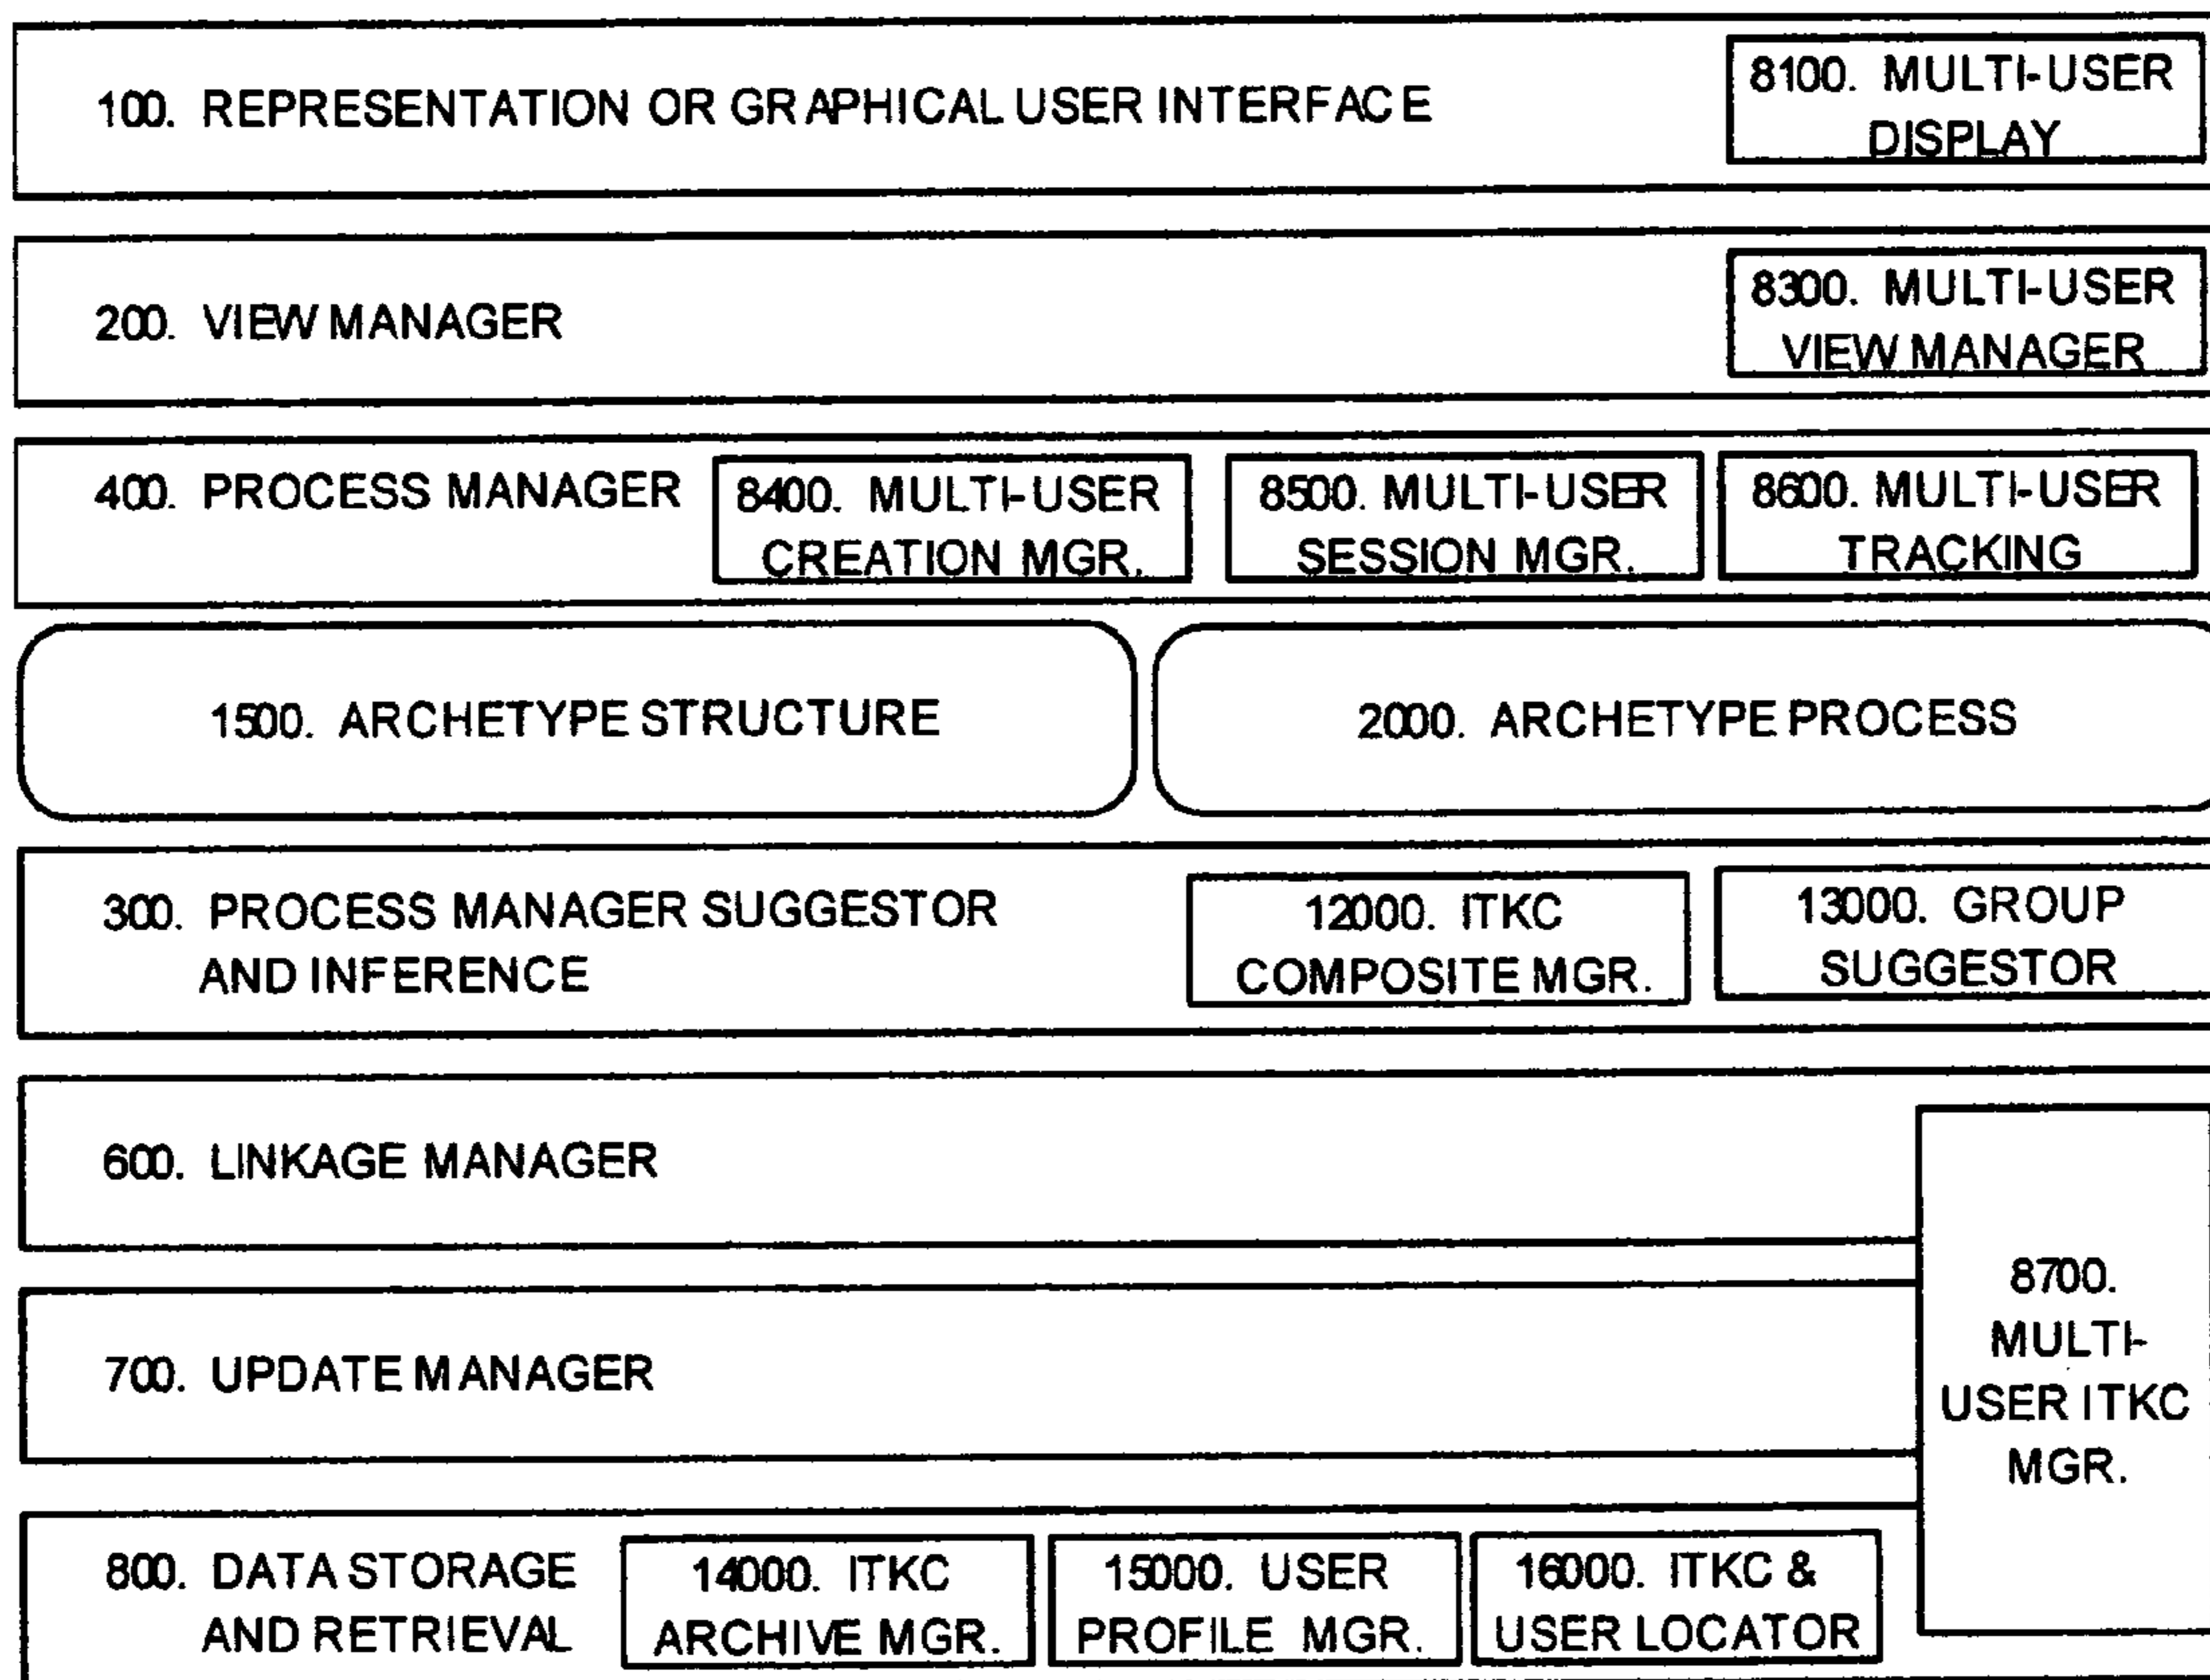 100. REPRESENTATION OR GRAPHICAL USER INTERFACE
8100. MULTI-USER
DISPLAY
200. VIEW MANAGER
8300. MULTI-USER
VIEW MANAGER
400. PROCESS MANAGER
8400. MULTI-USER
CREATION MGR.
8500. MULTI-USER
SESSION MGR.
8600. MULTI-USER
TRACKING
1500. ARCHETYPE STRUCTURE
2000. ARCHETYPE PROCESS
300. PROCESS MANAGER SUGGESTOR
AND INFERENCE
12000. ITKC
COMPOSITE MGR.
13000. GROUP
SUGGESTOR
600. LINKAGE MANAGER
700. UPDATE MANAGER
8700.
MULTI-
USER ITKC
MGR.
800. DATA STORAGE
AND RETRIEVAL
14000. ITKC
ARCHIVE MGR.
15000. USER
PROFILE MGR.
16000. ITKC &
USER LOCATOR